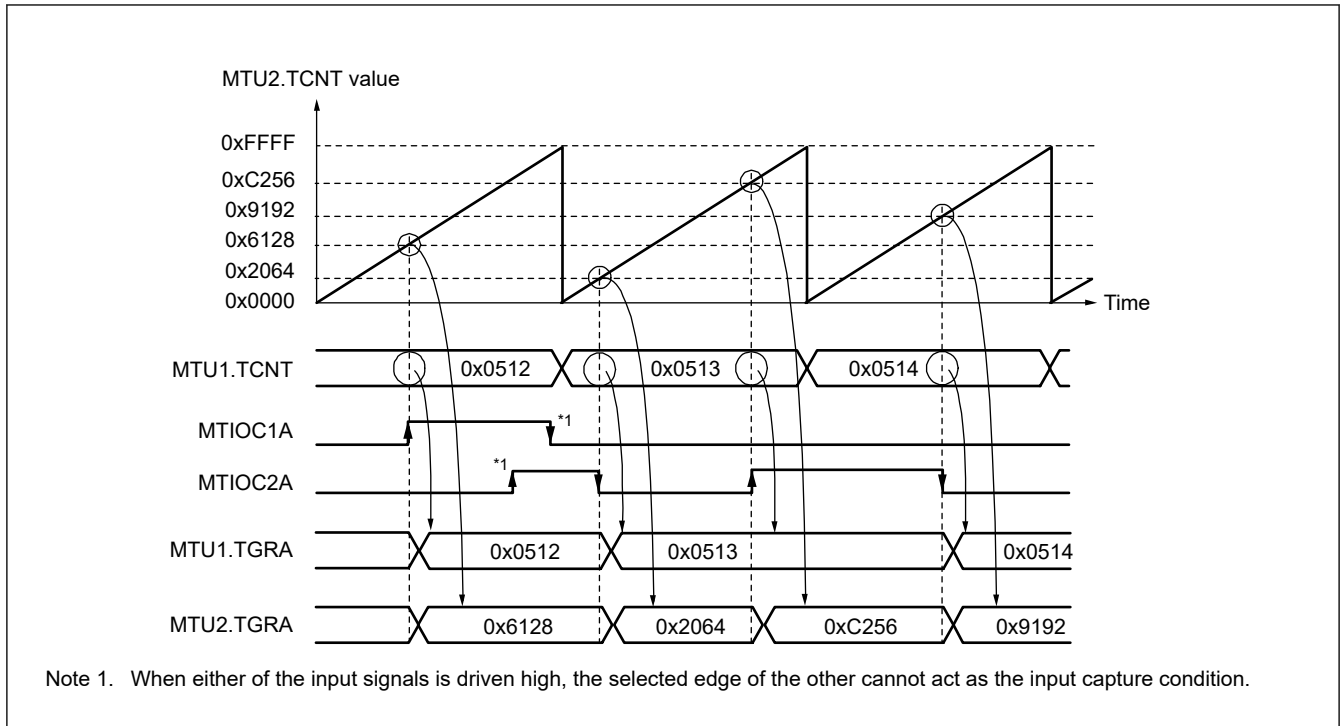 MTU2.TCNT value
0xFFFF
0xC256
0x9192
0x6128
0x2064
0x0000
Time
MTU1.TCNT 0x0512 0x0513 0x0514
MTIOC1A *1
MTIOC2A *1
MTU1.TGRA 0x0512 0x0513 0x0514
MTU2.TGRA 0x6128 0x2064 0xC256 0x9192
Note 1. When either of the input signals is driven high, the selected edge of the other cannot act as the input capture condition.